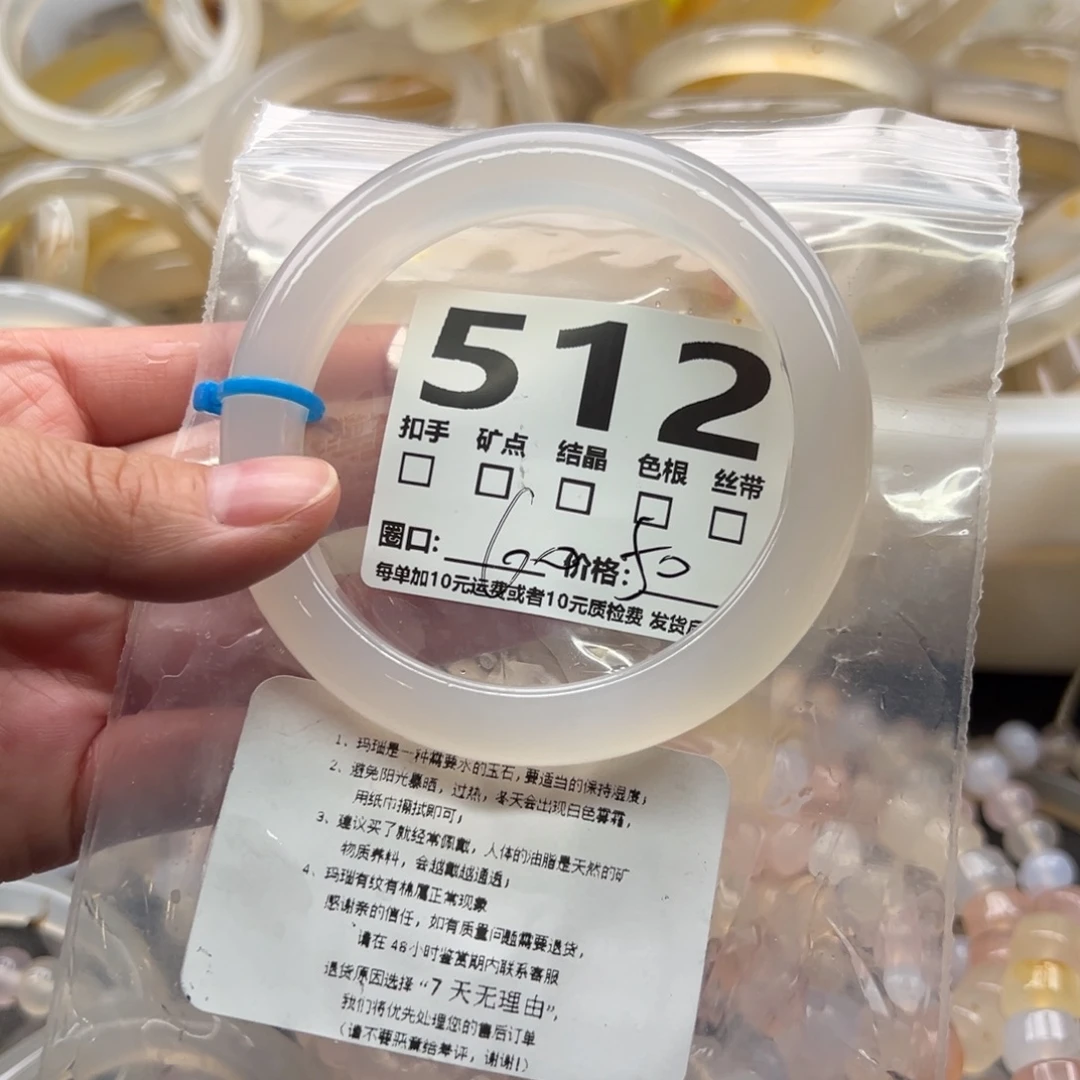 512
扣手 矿点 结晶 色根 丝带
圈口: 价格: 50
每单加10元运费或者10元质检费 发货后
1、玛瑙是一种需要水的玉石,要适当的保持湿度;
2、避免阳光暴晒,过热,冬天会出现白色雾霜,
用纸巾擦拭即可;
3、建议买了就经常佩戴,人体的油脂是天然的矿
物质养料,会越戴越通透;
4、玛瑙有纹有棉属正常现象
感谢亲的信任,如有质量问题需要退货,
请在48小时鉴赏期内联系客服
退货原因选择“7天无理由”,
我们将优先处理您的售后订单
(请不要恶意给差评,谢谢!)